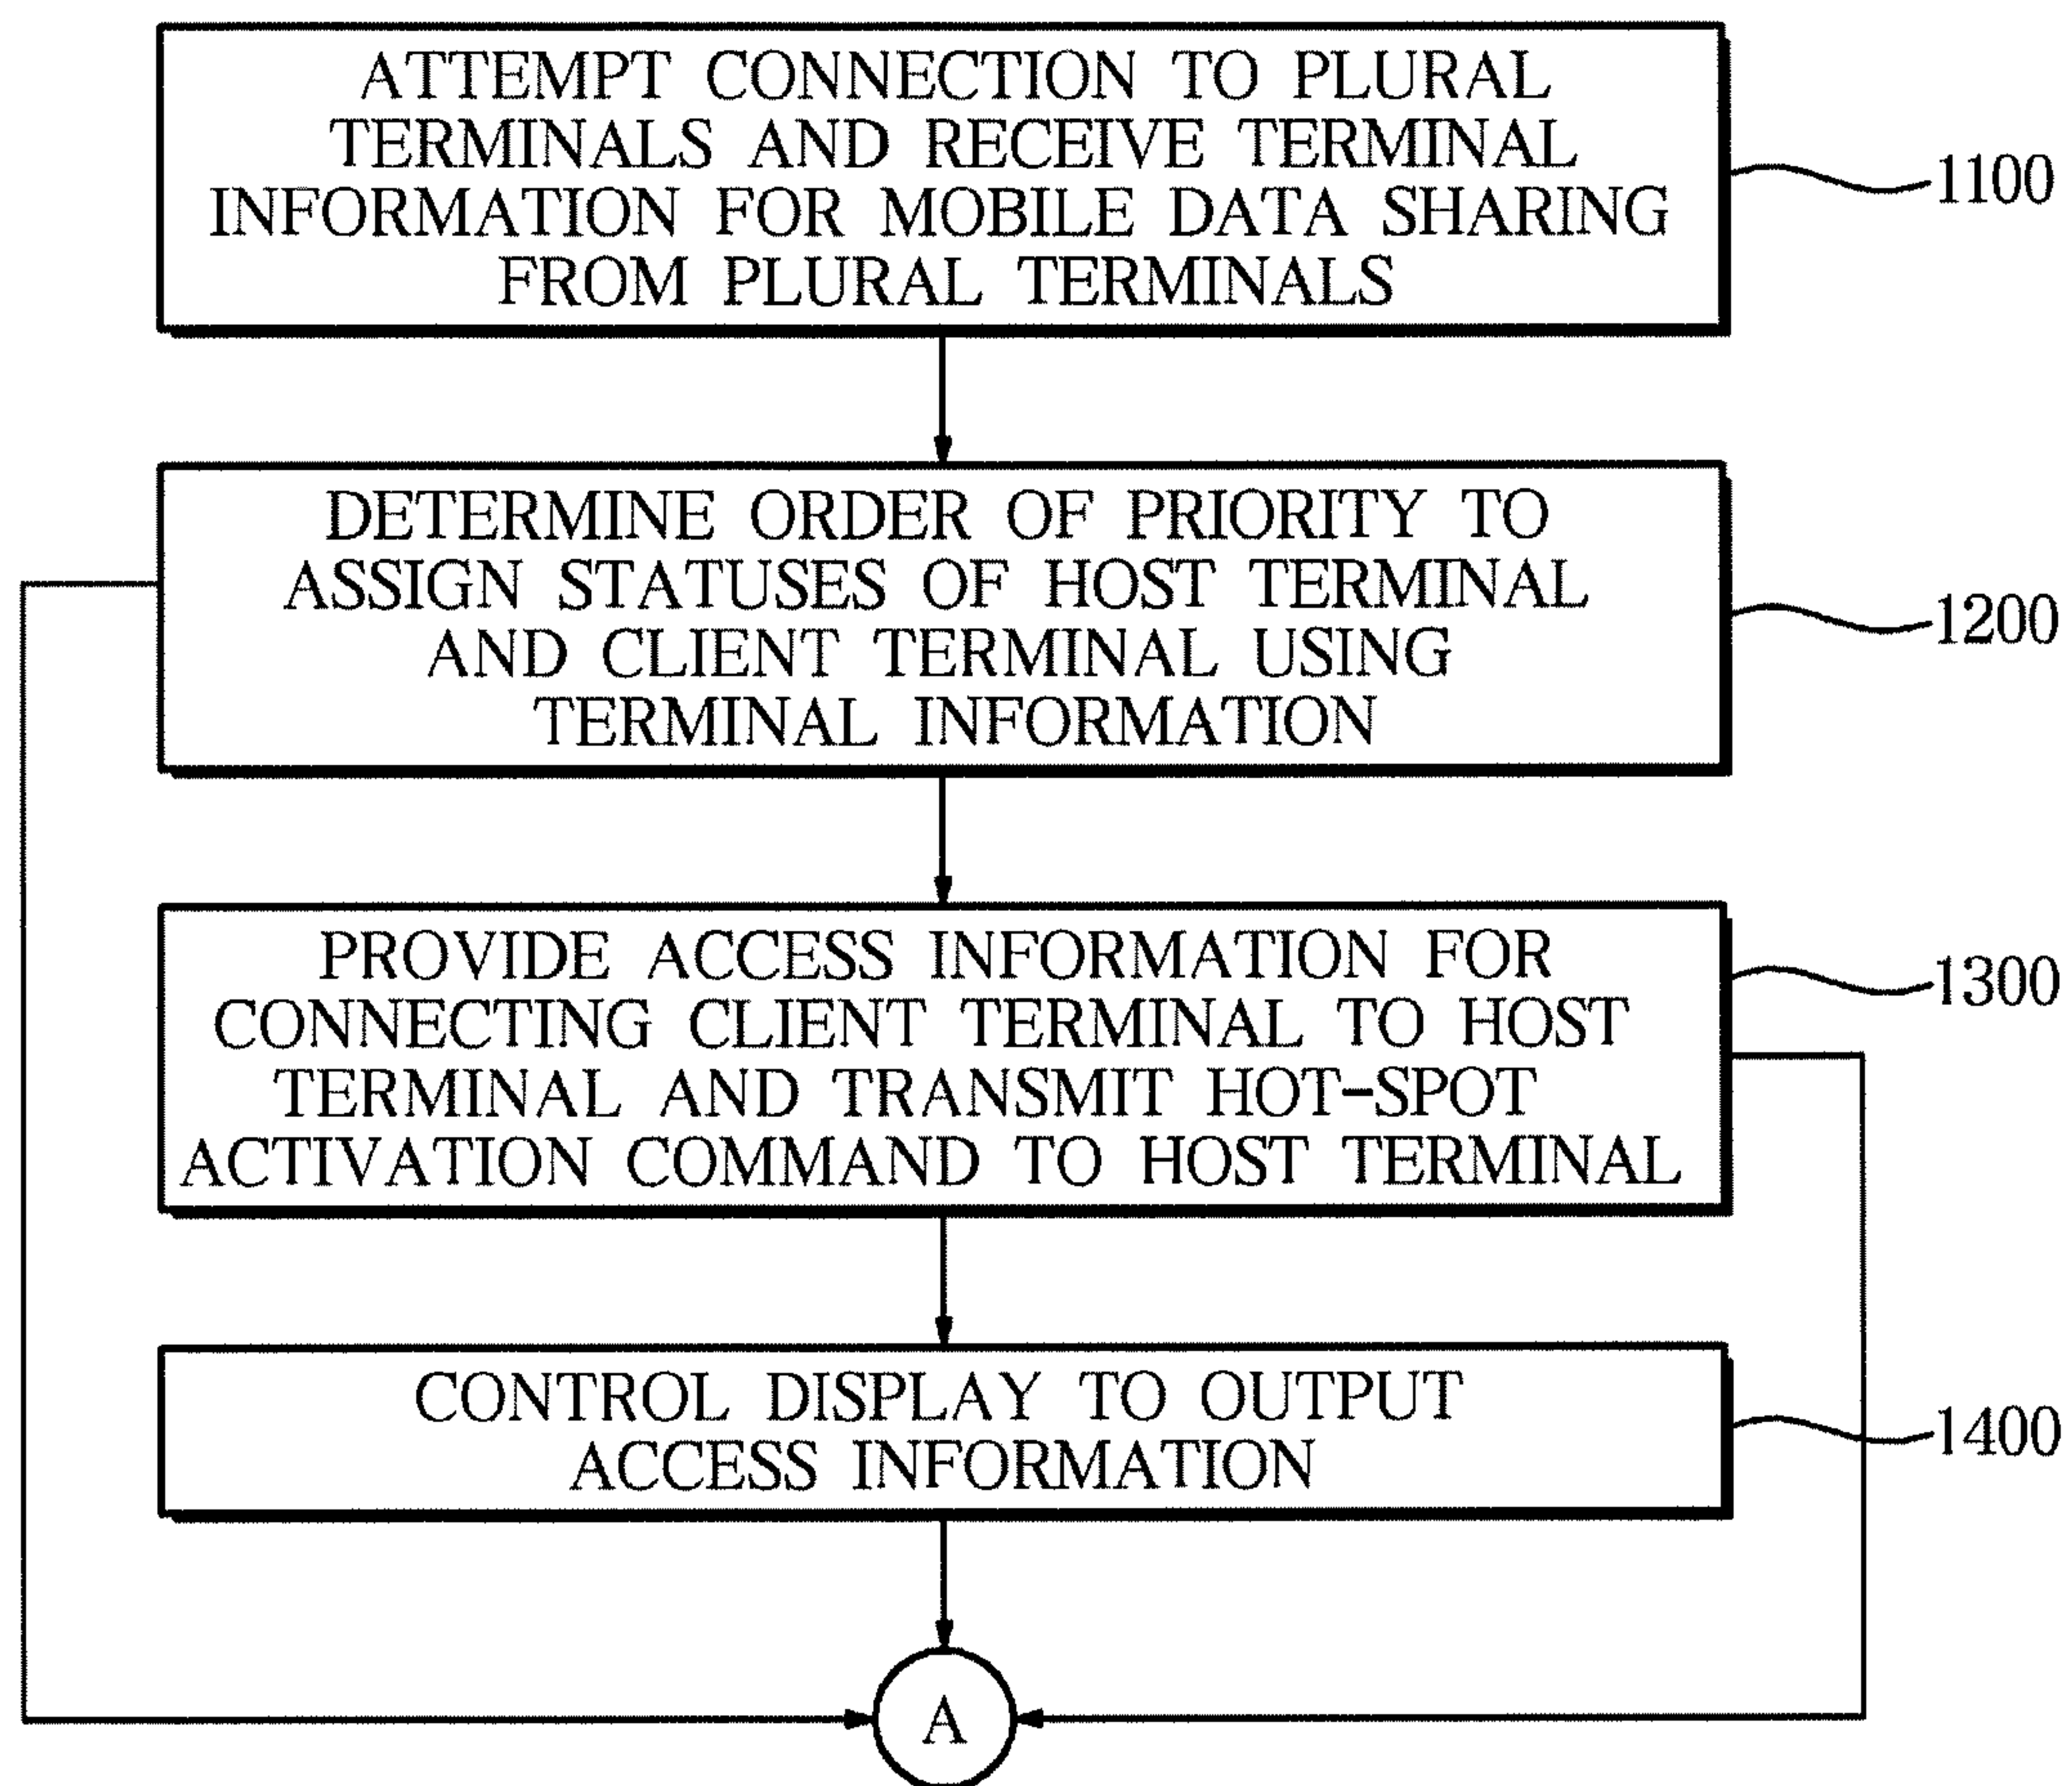 ATTEMPT CONNECTION TO PLURAL
TERMINALS AND RECEIVE TERMINAL
INFORMATION FOR MOBILE DATA SHARING
FROM PLURAL TERMINALS
1100
DETERMINE ORDER OF PRIORITY TO
ASSIGN STATUSES OF HOST TERMINAL
AND CLIENT TERMINAL USING
TERMINAL INFORMATION
1200
PROVIDE ACCESS INFORMATION FOR
CONNECTING CLIENT TERMINAL TO HOST
TERMINAL AND TRANSMIT HOT-SPOT
ACTIVATION COMMAND TO HOST TERMINAL
1300
CONTROL DISPLAY TO OUTPUT
ACCESS INFORMATION
1400
A